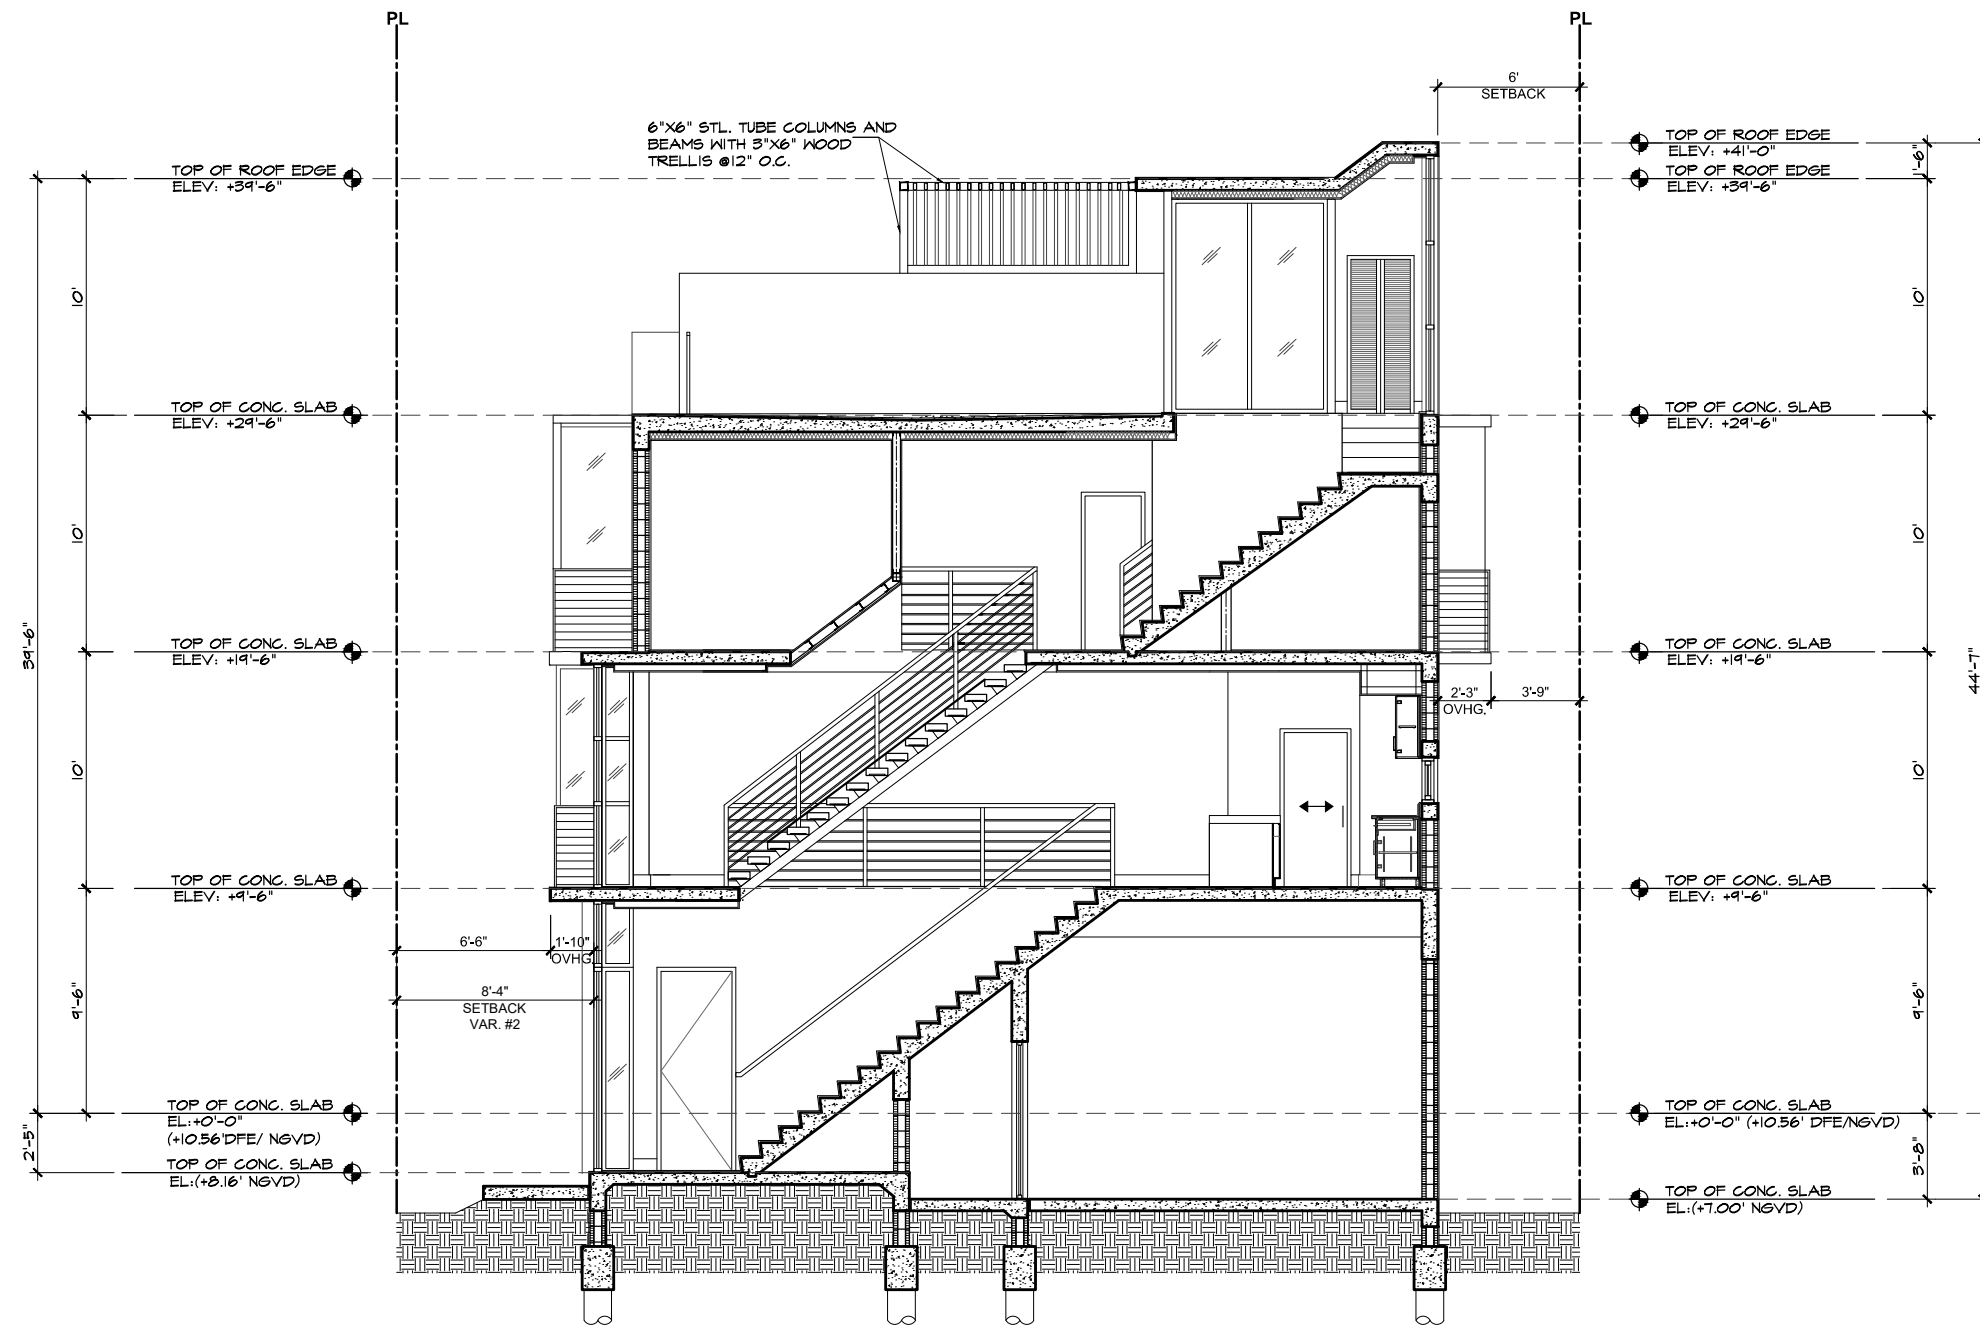 PL
PL
6'
SETBACK
6"X6" STL. TUBE COLUMNS AND
BEAMS WITH 3"X6" WOOD
TRELLIS @12" O.C.
TOP OF ROOF EDGE
ELEV: +39'-6"
TOP OF ROOF EDGE
ELEV: +41'-0"
TOP OF ROOF EDGE
ELEV: +39'-6"
1'-6"
10'
10'
TOP OF CONC. SLAB
ELEV: +29'-6"
TOP OF CONC. SLAB
ELEV: +29'-6"
10'
10'
39'-6"
TOP OF CONC. SLAB
ELEV: +19'-6"
TOP OF CONC. SLAB
ELEV: +19'-6"
44'-7"
2'-3"
OVHG.
3'-9"
10'
10'
TOP OF CONC. SLAB
ELEV: +9'-6"
TOP OF CONC. SLAB
ELEV: +9'-6"
6'-6"
1'-10"
OVHG.
8'-4"
SETBACK
VAR. #2
9'-6"
9'-6"
TOP OF CONC. SLAB
EL:+0'-0"
(+10.56'DFE/ NGVD)
TOP OF CONC. SLAB
EL:+0'-0" (+10.56' DFE/NGVD)
2'-5"
3'-8"
TOP OF CONC. SLAB
EL:(+8.16' NGVD)
TOP OF CONC. SLAB
EL:(+7.00' NGVD)